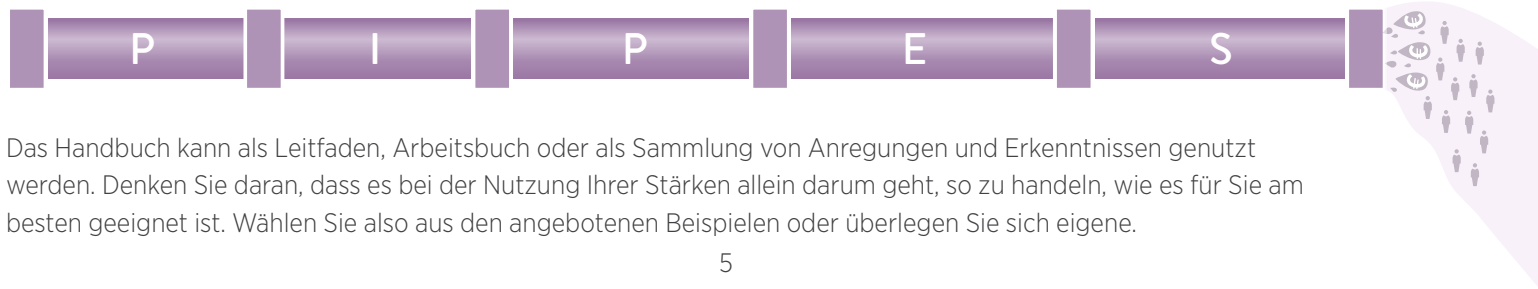 P I P P E S
Das Handbuch kann als Leitfaden, Arbeitsbuch oder als Sammlung von Anregungen und Erkenntnissen genutzt
werden. Denken Sie daran, dass es bei der Nutzung Ihrer Stärken allein darum geht, so zu handeln, wie es für Sie am
besten geeignet ist. Wählen Sie also aus den angebotenen Beispielen oder überlegen Sie sich eigene.
5